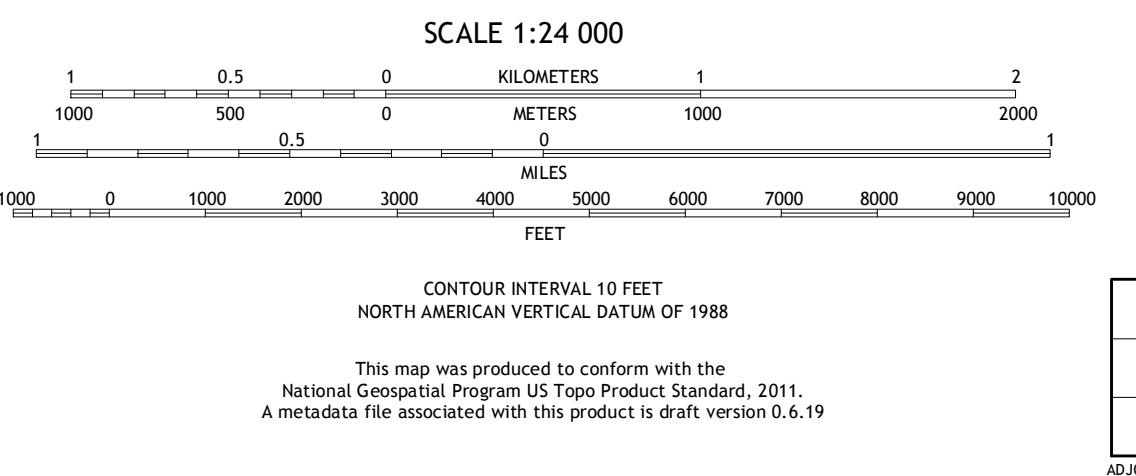 SCALE 1:24 000
1 0.5 0 KILOMETERS 1 2
1000 500 0 METERS 1000 2000
1 0.5 0 1
MILES
1000 0 1000 2000 3000 4000 5000 6000 7000 8000 9000 10000
FEET
CONTOUR INTERVAL 10 FEET
NORTH AMERICAN VERTICAL DATUM OF 1988
This map was produced to conform with the
National Geospatial Program US Topo Product Standard, 2011.
A metadata file associated with this product is draft version 0.6.19